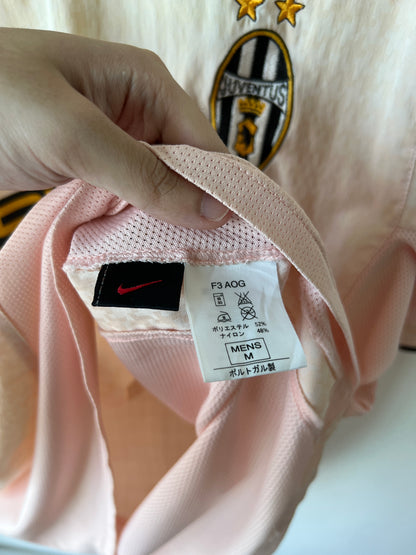 JUVENTUS
F3 AOG
ポリエステル 52%
ナイロン 48%
MENS
M
ポルトガル製